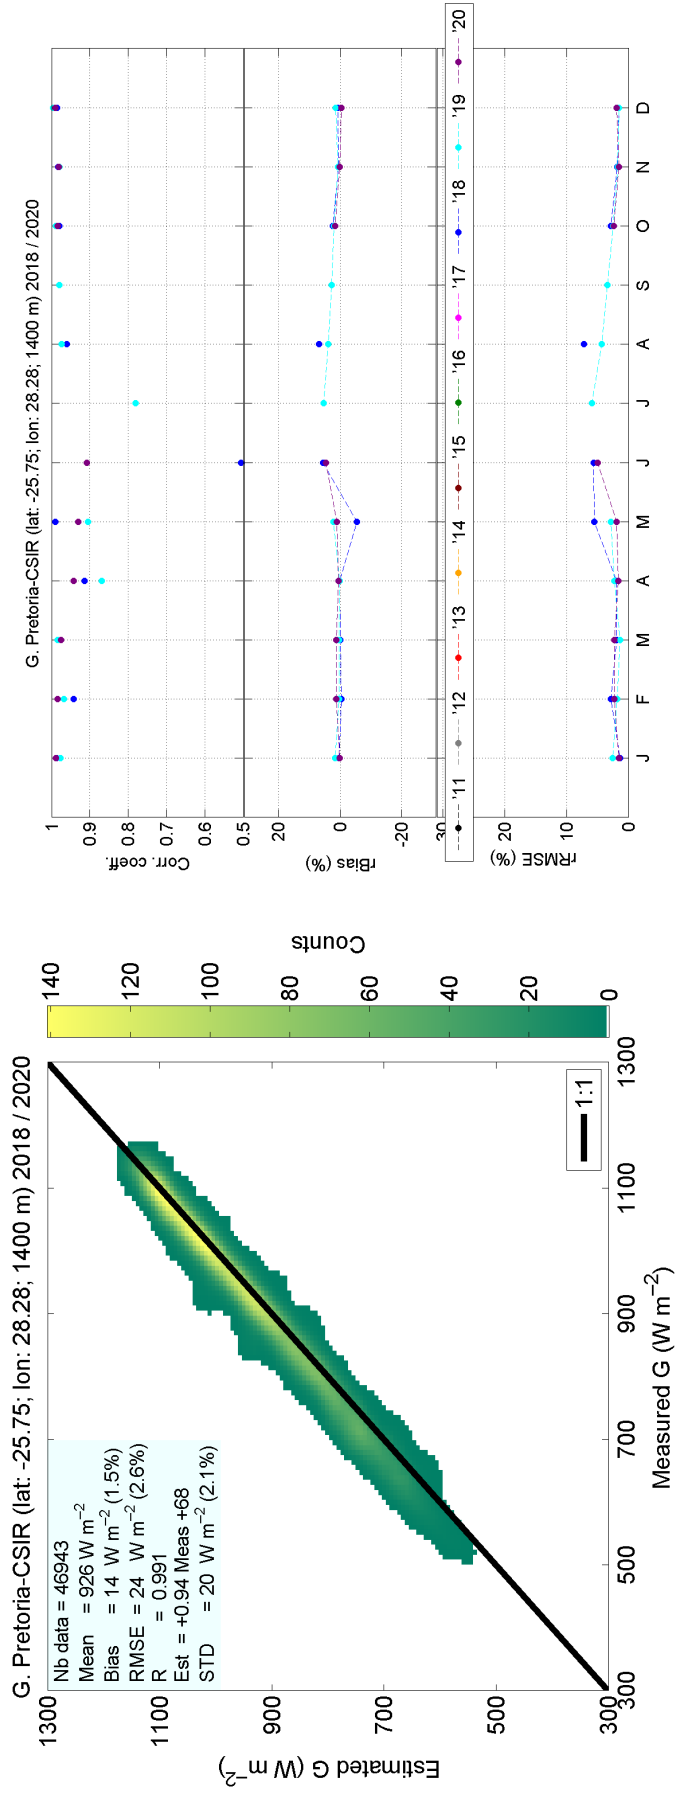 G. Pretoria-CSIR (lat: -25.75; lon: 28.28; 1400 m) 2018 / 2020
Nb data = 46943
Mean = 926 W m−2
Bias = 14 W m−2 (1.5%)
RMSE = 24 W m−2 (2.6%)
R = 0.991
Est = +0.94 Meas +68
STD = 20 W m−2 (2.1%)
1300
1100
900
700
500
300
Estimated G (W m−2)
300
500
700
900
1100
1300
Measured G (W m−2)
1:1
140
120
100
80
60
40
20
0
Counts
G. Pretoria-CSIR (lat: -25.75; lon: 28.28; 1400 m) 2018 / 2020
1
0.9
0.8
0.7
0.6
0.5
Corr. coeff.
20
0
-20
rBias (%)
'11 '12 '13 '14 '15 '16 '17 '18 '19 '20
30
20
10
0
rRMSE (%)
J F M A M J J A S O N D